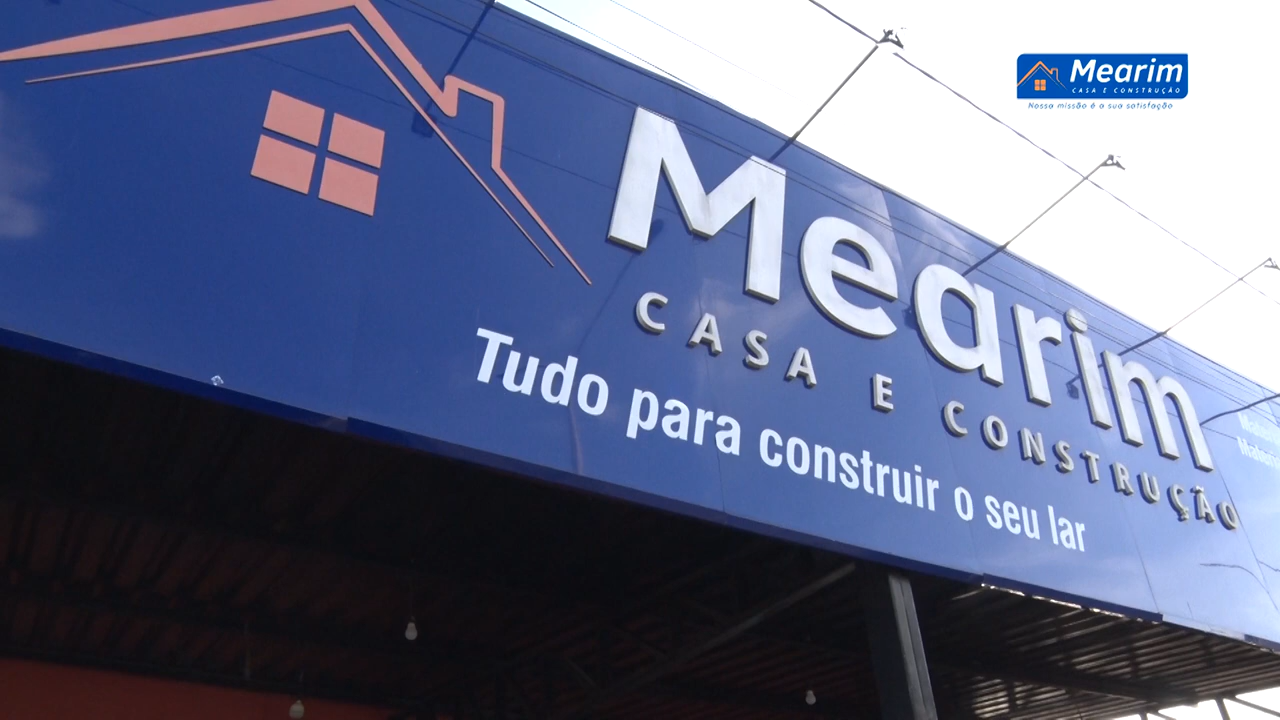 Mearim
CASA E CONSTRUÇÃO
Nossa missão é a sua satisfação
Mearim
CASA E CONSTRUÇÃO
Tudo para construir o seu lar